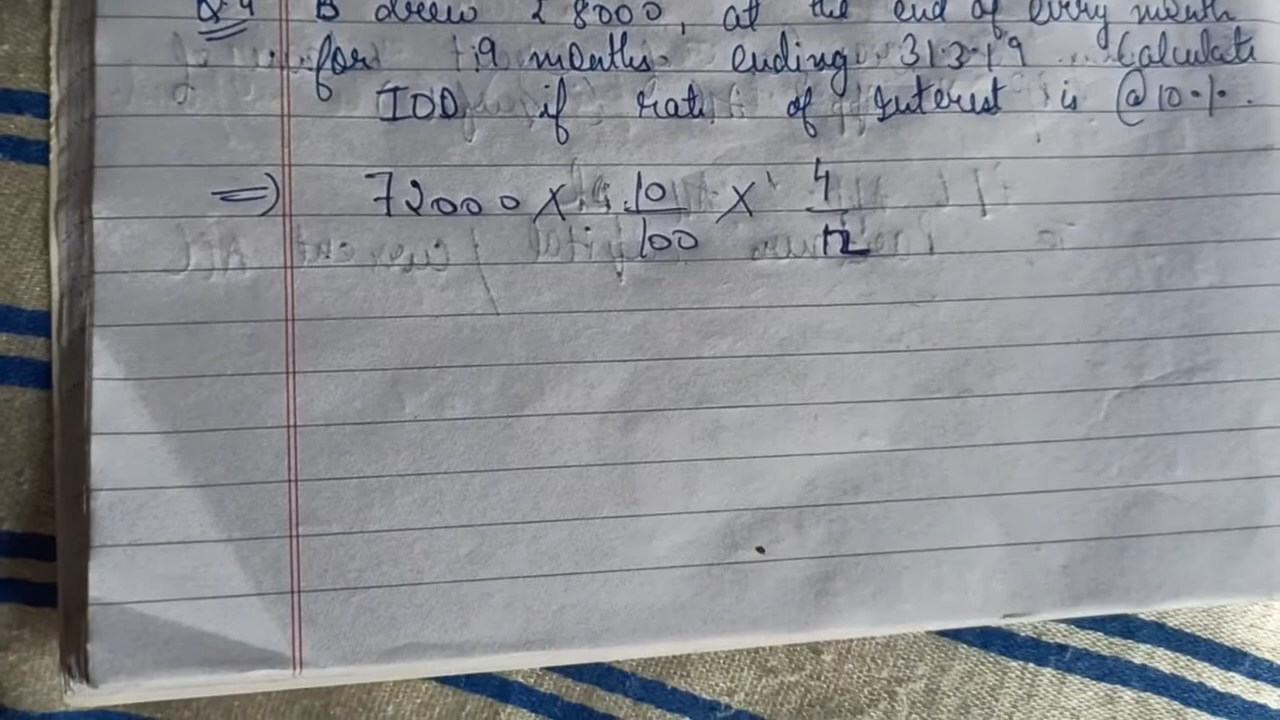 Q.4 B drew ₹ 8000, at the end of every month
for 9 months ending 31.3.19 Calculate
IOD if rate of Interest is @ 10%.
=) 72000 x 10/100 x 4/12